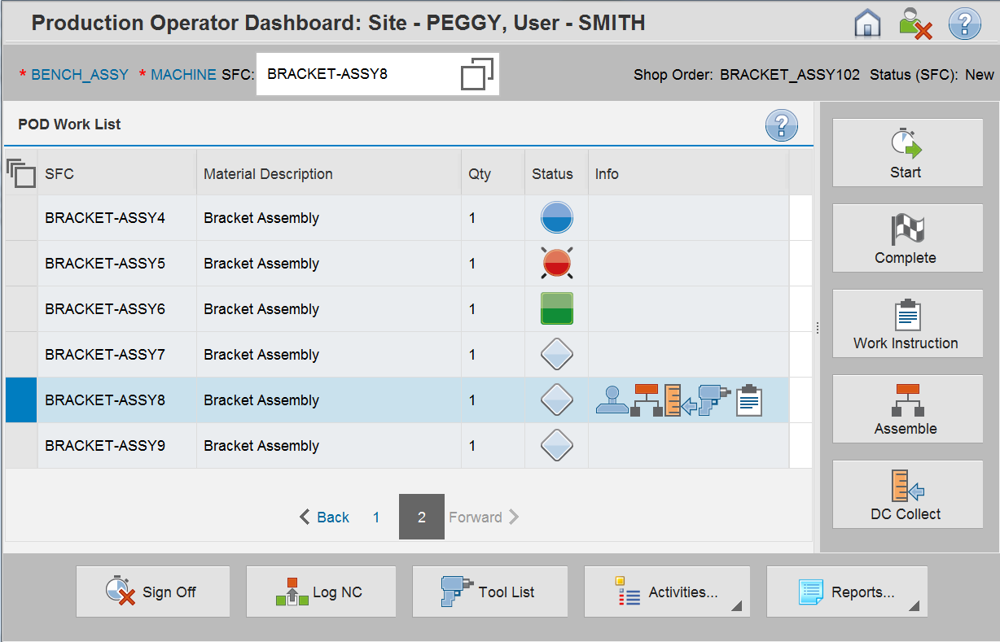 Production Operator Dashboard: Site - PEGGY, User - SMITH
* BENCH_ASSY * MACHINE SFC: BRACKET-ASSY8 Shop Order: BRACKET_ASSY102 Status (SFC): New
POD Work List
SFC Material Description Qty Status Info
BRACKET-ASSY4 Bracket Assembly 1
BRACKET-ASSY5 Bracket Assembly 1
BRACKET-ASSY6 Bracket Assembly 1
BRACKET-ASSY7 Bracket Assembly 1
BRACKET-ASSY8 Bracket Assembly 1
BRACKET-ASSY9 Bracket Assembly 1
Back 1 2 Forward
Start
Complete
Work Instruction
Assemble
DC Collect
Sign Off Log NC Tool List Activities... Reports...